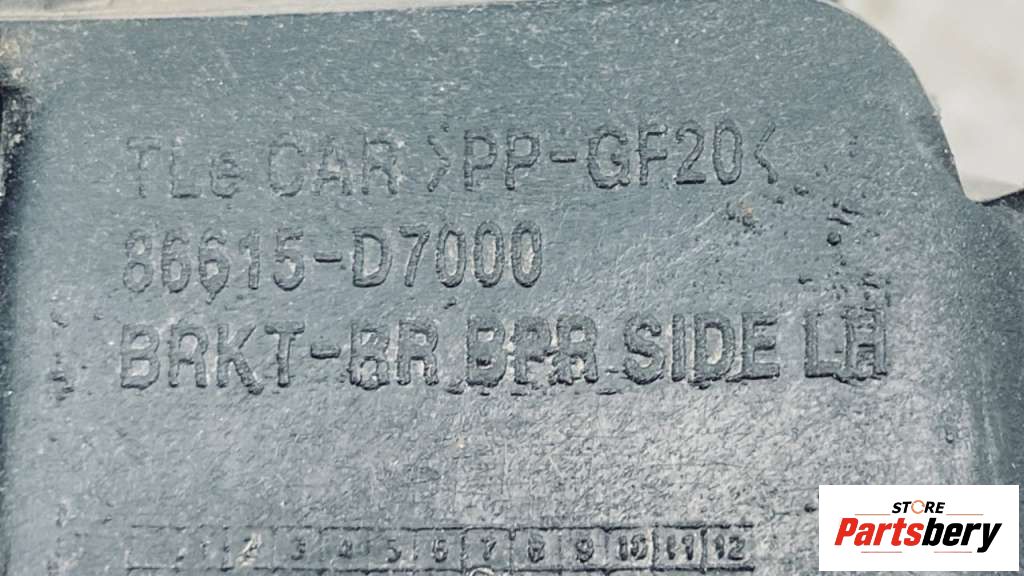 TLe CAR >PP-GF20<
86615-D7000
BRKT-RR BPR SIDE LH
1 2 3 4 5 6 7 8 9 10 11 12
STORE
Partsbery